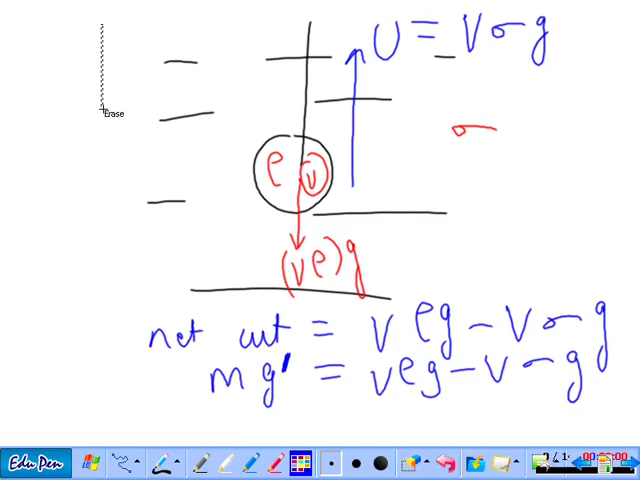 U = Vσg
Erase
σ
ρ V
(Vρ)g
net wt = Vρg - Vσg
mg' = Vρg - Vσg
Edu Pen